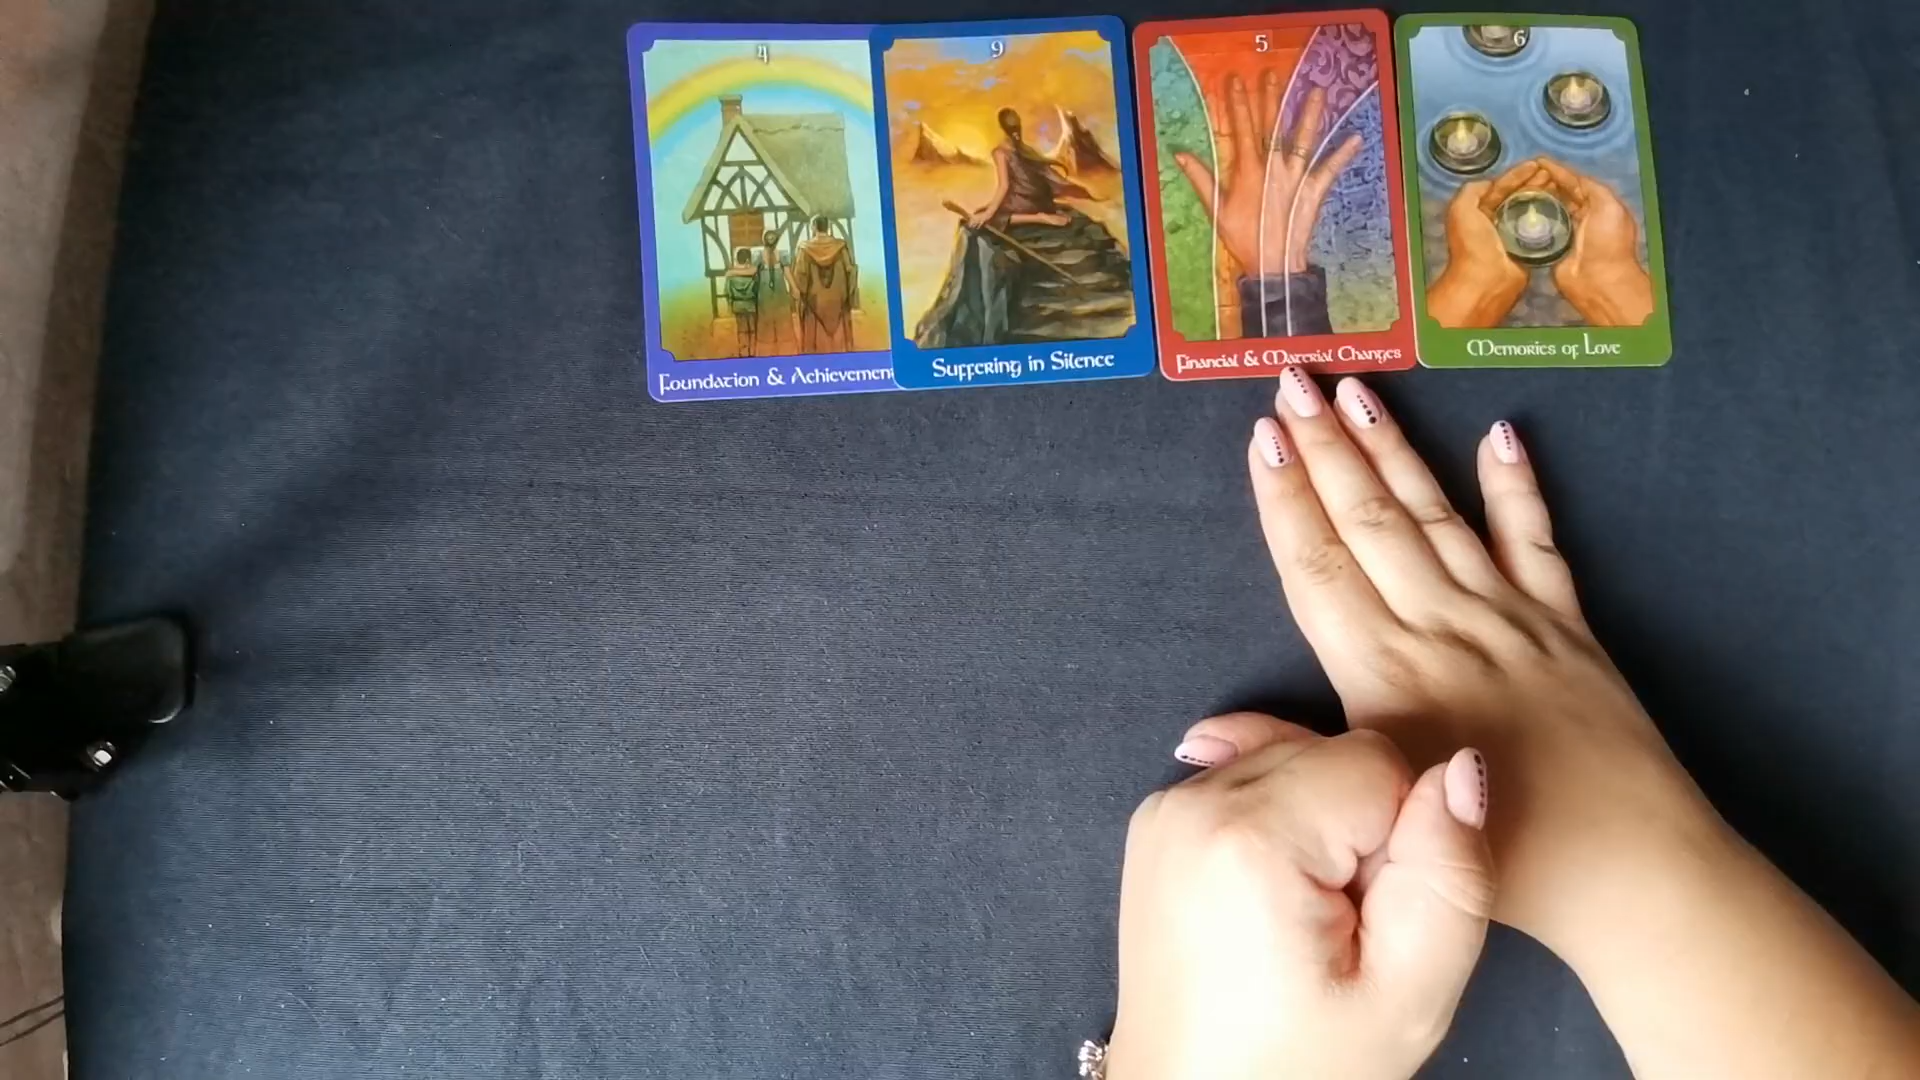 4
Foundation & Achievement
9
Suffering in Silence
5
Financial & Material Changes
6
Memories of Love